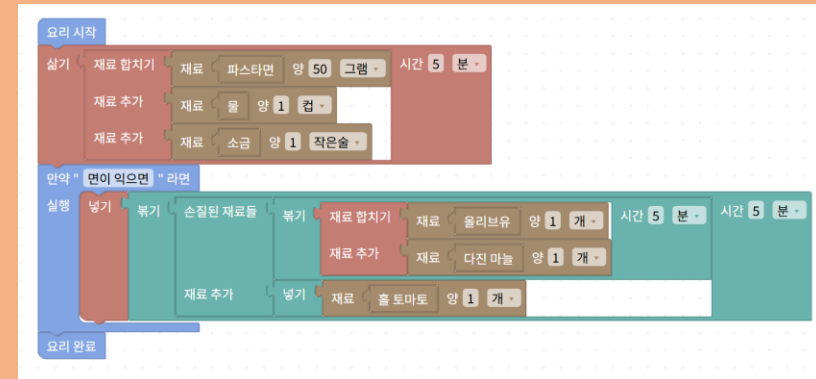 요리 시작
삶기 재료 합치기 재료 파스타면 양 50 그램 시간 5 분
재료 추가 재료 물 양 1 컵
재료 추가 재료 소금 양 1 작은술
만약 " 면이 익으면 " 라면
실행 넣기 볶기 손질된 재료들 볶기 재료 합치기 재료 올리브유 양 1 개 시간 5 분 시간 5 분
재료 추가 재료 다진 마늘 양 1 개
재료 추가 넣기 재료 홀 토마토 양 1 개
요리 완료